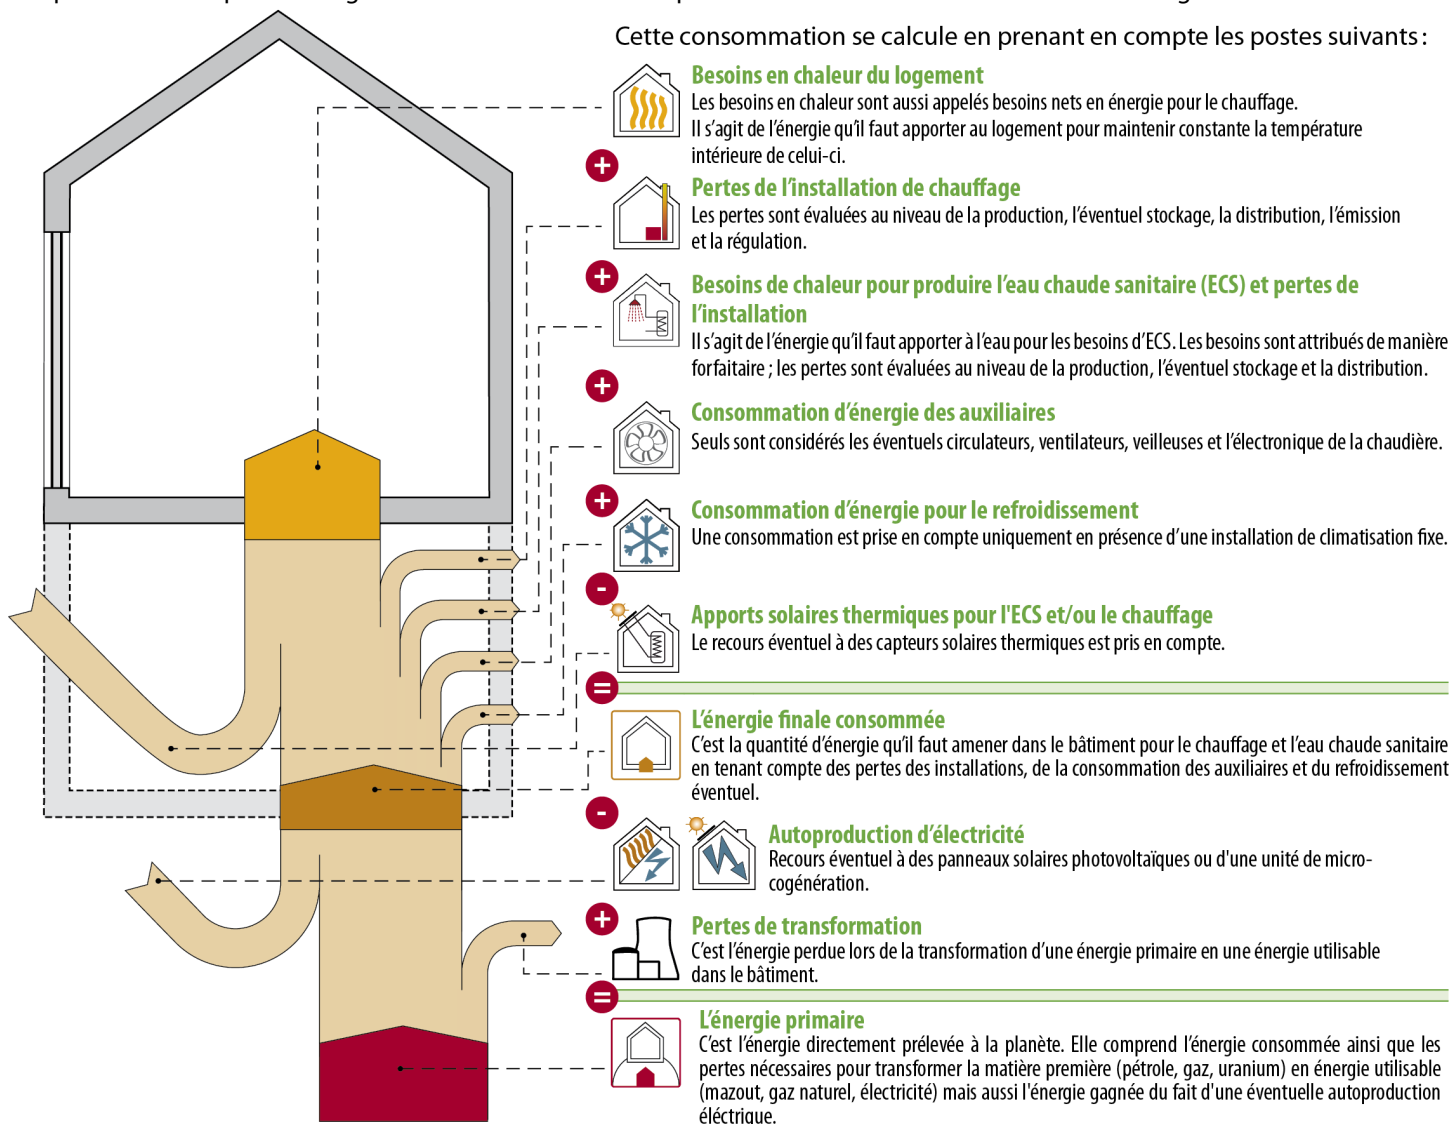 Cette consommation se calcule en prenant en compte les postes suivants :
Besoins en chaleur du logement
Les besoins en chaleur sont aussi appelés besoins nets en énergie pour le chauffage.
Il s’agit de l’énergie qu’il faut apporter au logement pour maintenir constante la température
intérieure de celui-ci.
+
Pertes de l’installation de chauffage
Les pertes sont évaluées au niveau de la production, l’éventuel stockage, la distribution, l’émission
et la régulation.
+
Besoins de chaleur pour produire l’eau chaude sanitaire (ECS) et pertes de
l’installation
Il s’agit de l’énergie qu’il faut apporter à l’eau pour les besoins d’ECS. Les besoins sont attribués de manière
forfaitaire ; les pertes sont évaluées au niveau de la production, l’éventuel stockage et la distribution.
+
Consommation d’énergie des auxiliaires
Seuls sont considérés les éventuels circulateurs, ventilateurs, veilleuses et l’électronique de la chaudière.
+
Consommation d’énergie pour le refroidissement
Une consommation est prise en compte uniquement en présence d’une installation de climatisation fixe.
-
Apports solaires thermiques pour l'ECS et/ou le chauffage
Le recours éventuel à des capteurs solaires thermiques est pris en compte.
=
L’énergie finale consommée
C’est la quantité d’énergie qu’il faut amener dans le bâtiment pour le chauffage et l’eau chaude sanitaire
en tenant compte des pertes des installations, de la consommation des auxiliaires et du refroidissement
éventuel.
-
Autoproduction d’électricité
Recours éventuel à des panneaux solaires photovoltaïques ou d'une unité de micro-
cogénération.
+
Pertes de transformation
C’est l’énergie perdue lors de la transformation d’une énergie primaire en une énergie utilisable
dans le bâtiment.
=
L’énergie primaire
C’est l’énergie directement prélevée à la planète. Elle comprend l’énergie consommée ainsi que les
pertes nécessaires pour transformer la matière première (pétrole, gaz, uranium) en énergie utilisable
(mazout, gaz naturel, électricité) mais aussi l'énergie gagnée du fait d'une éventuelle autoproduction
électrique.